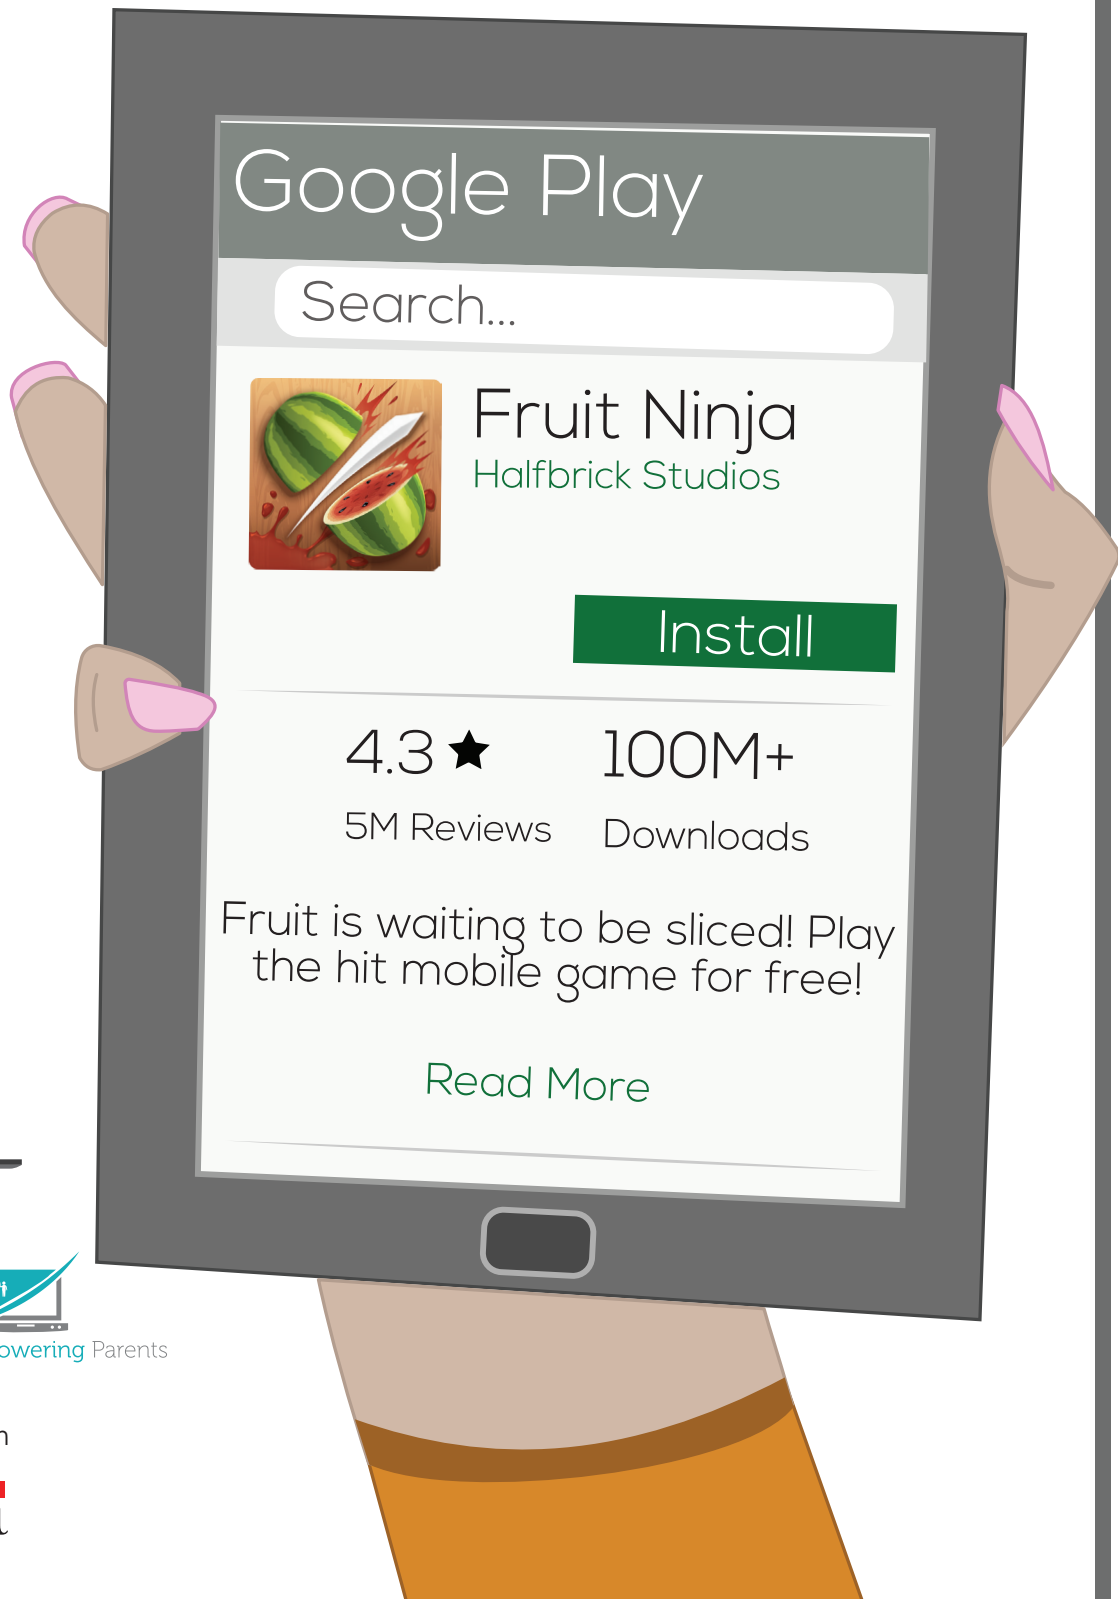 Google Play
Search...
Fruit Ninja
Halfbrick Studios
Install
4.3 ★
100M+
5M Reviews
Downloads
Fruit is waiting to be sliced! Play
the hit mobile game for free!
Read More
owering Parents